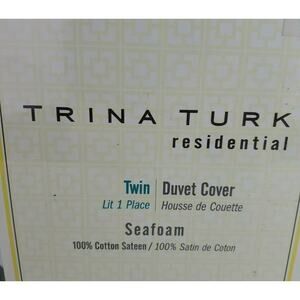 TRINA TURK
residential
Twin | Duvet Cover
Lit 1 Place | Housse de Couette
Seafoam
100% Cotton Sateen / 100% Satin de Coton